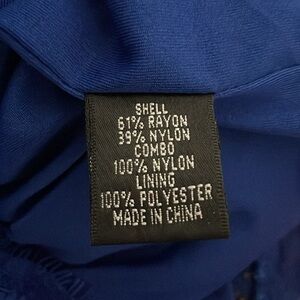 SHELL
61% RAYON
39% NYLON
COMBO
100% NYLON
LINING
100% POLYESTER
MADE IN CHINA